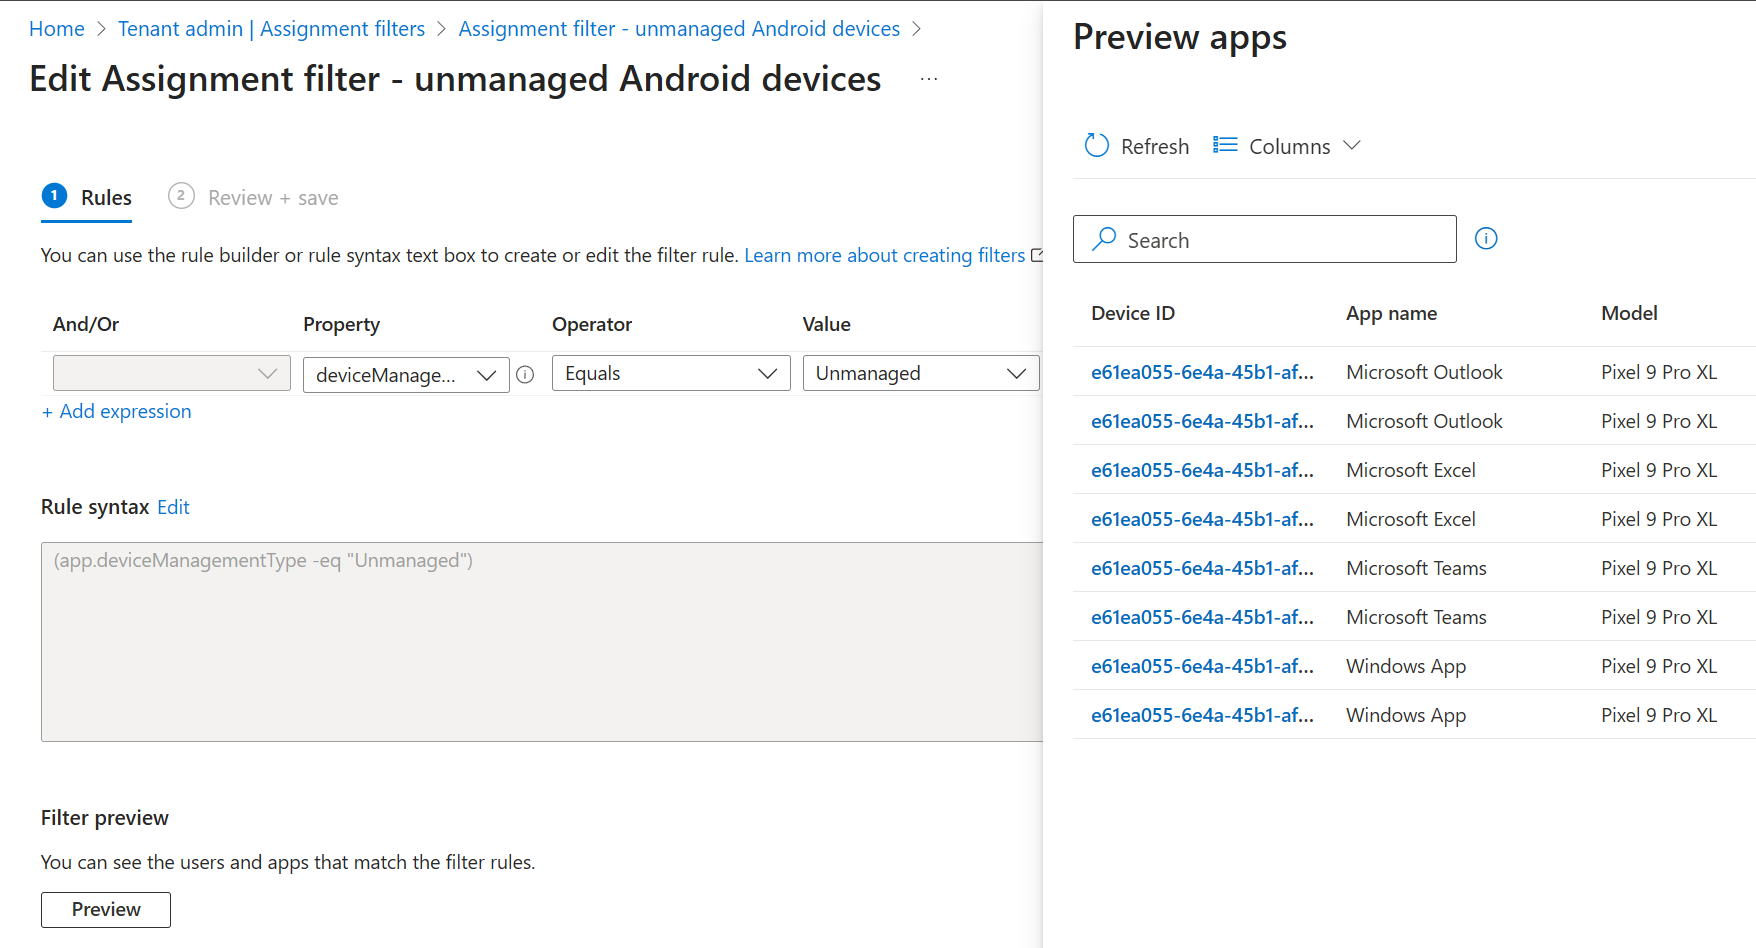 Home > Tenant admin | Assignment filters > Assignment filter - unmanaged Android devices >
Edit Assignment filter - unmanaged Android devices ...
1 Rules
2 Review + save
You can use the rule builder or rule syntax text box to create or edit the filter rule. Learn more about creating filters
And/Or Property Operator Value
deviceManage... Equals Unmanaged
+ Add expression
Rule syntax Edit
(app.deviceManagementType -eq "Unmanaged")
Filter preview
You can see the users and apps that match the filter rules.
Preview
Preview apps
Refresh Columns
Search
Device ID App name Model
e61ea055-6e4a-45b1-af... Microsoft Outlook Pixel 9 Pro XL
e61ea055-6e4a-45b1-af... Microsoft Outlook Pixel 9 Pro XL
e61ea055-6e4a-45b1-af... Microsoft Excel Pixel 9 Pro XL
e61ea055-6e4a-45b1-af... Microsoft Excel Pixel 9 Pro XL
e61ea055-6e4a-45b1-af... Microsoft Teams Pixel 9 Pro XL
e61ea055-6e4a-45b1-af... Microsoft Teams Pixel 9 Pro XL
e61ea055-6e4a-45b1-af... Windows App Pixel 9 Pro XL
e61ea055-6e4a-45b1-af... Windows App Pixel 9 Pro XL